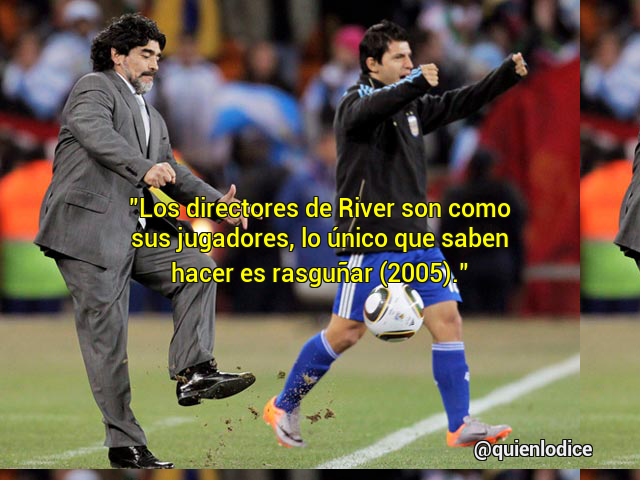 "Los directores de River son como
sus jugadores, lo único que saben
hacer es rasguñar (2005)."
@quienlodice